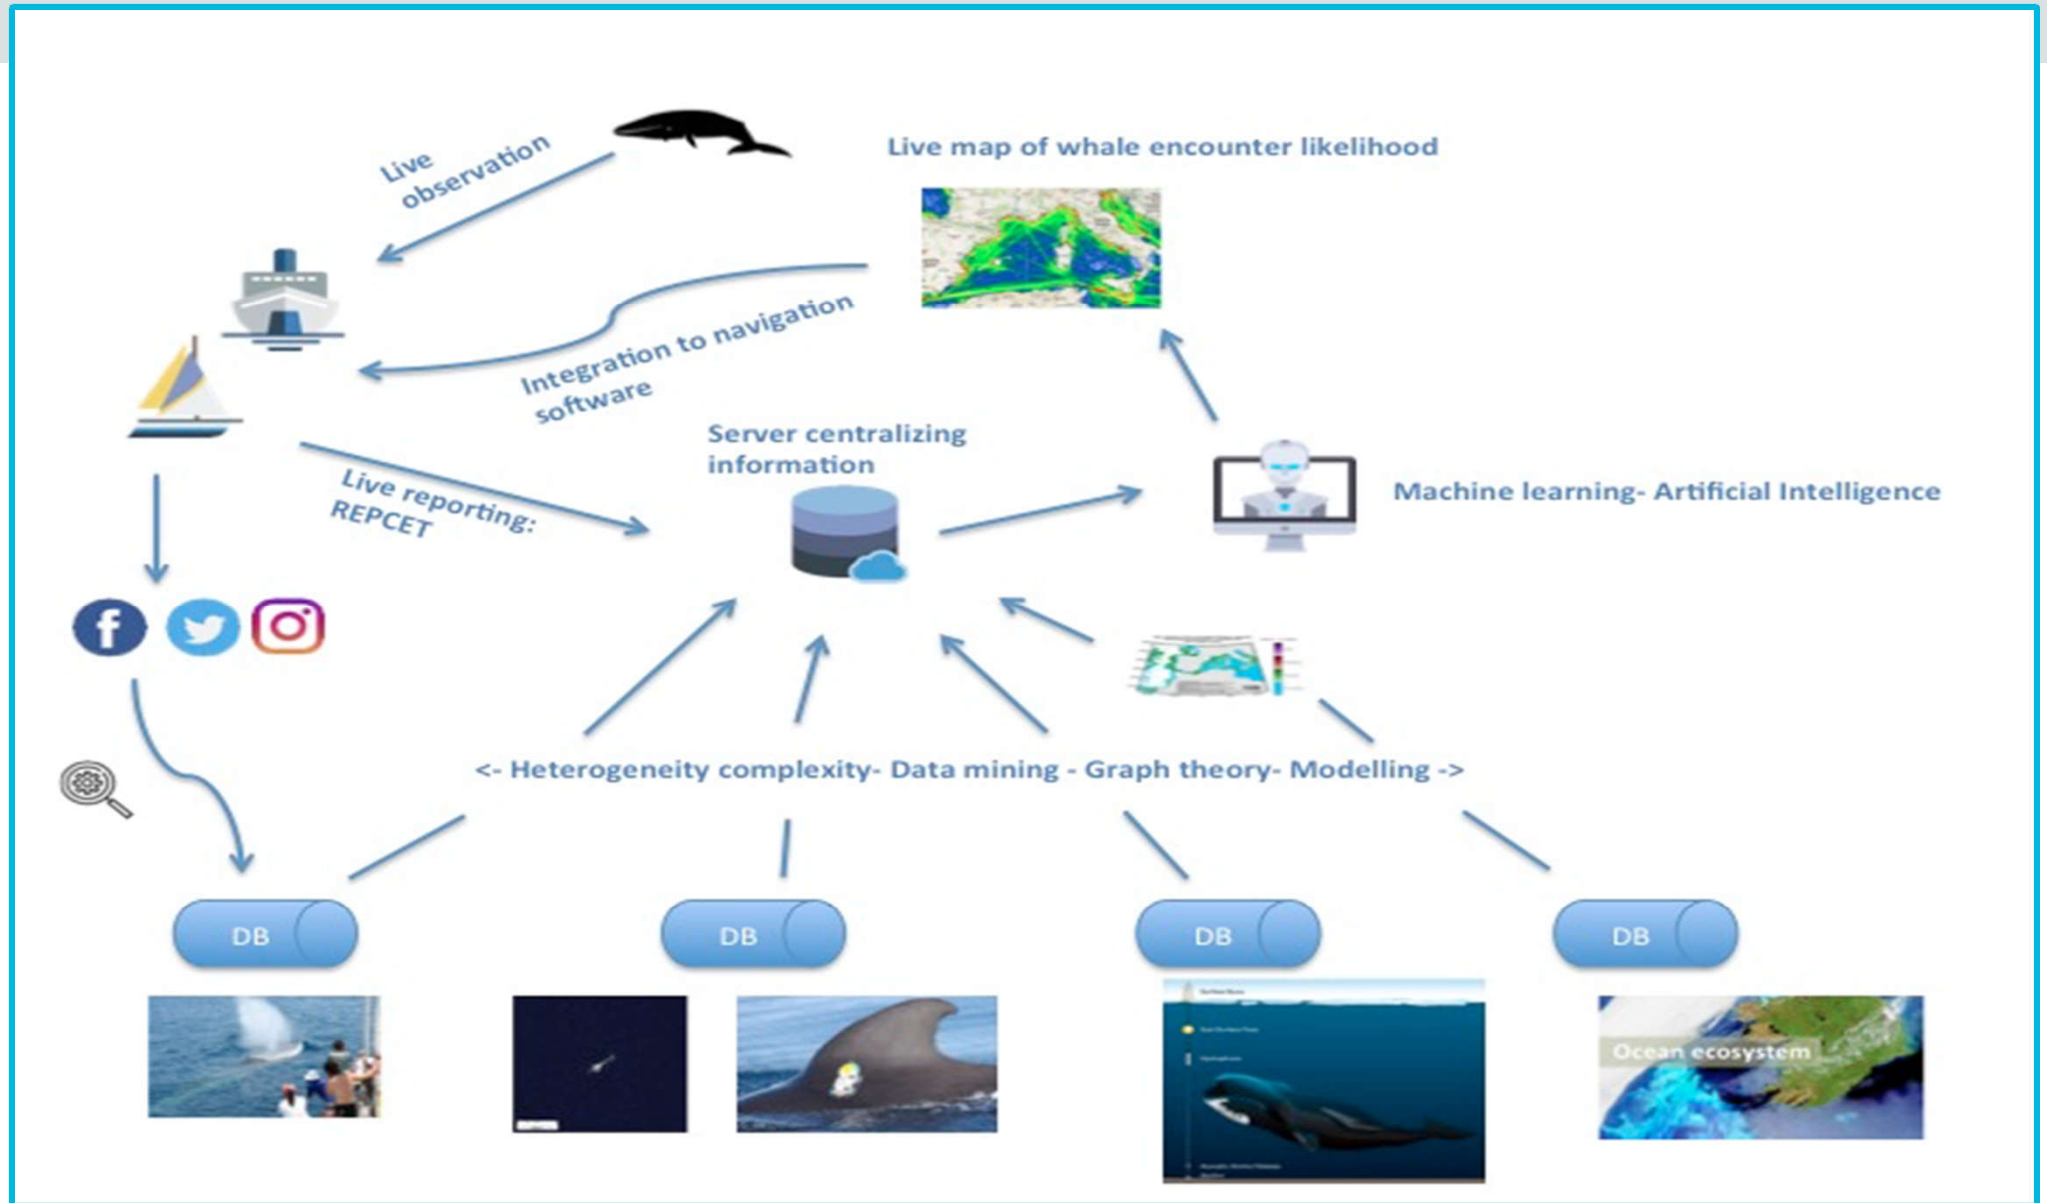 Live
observation
Live map of whale encounter likelihood
Integration to navigation
software
Server centralizing
information
Live reporting:
REPCET
Machine learning- Artificial Intelligence
<- Heterogeneity complexity- Data mining - Graph theory- Modelling ->
DB
DB
DB
DB
Ocean ecosystem